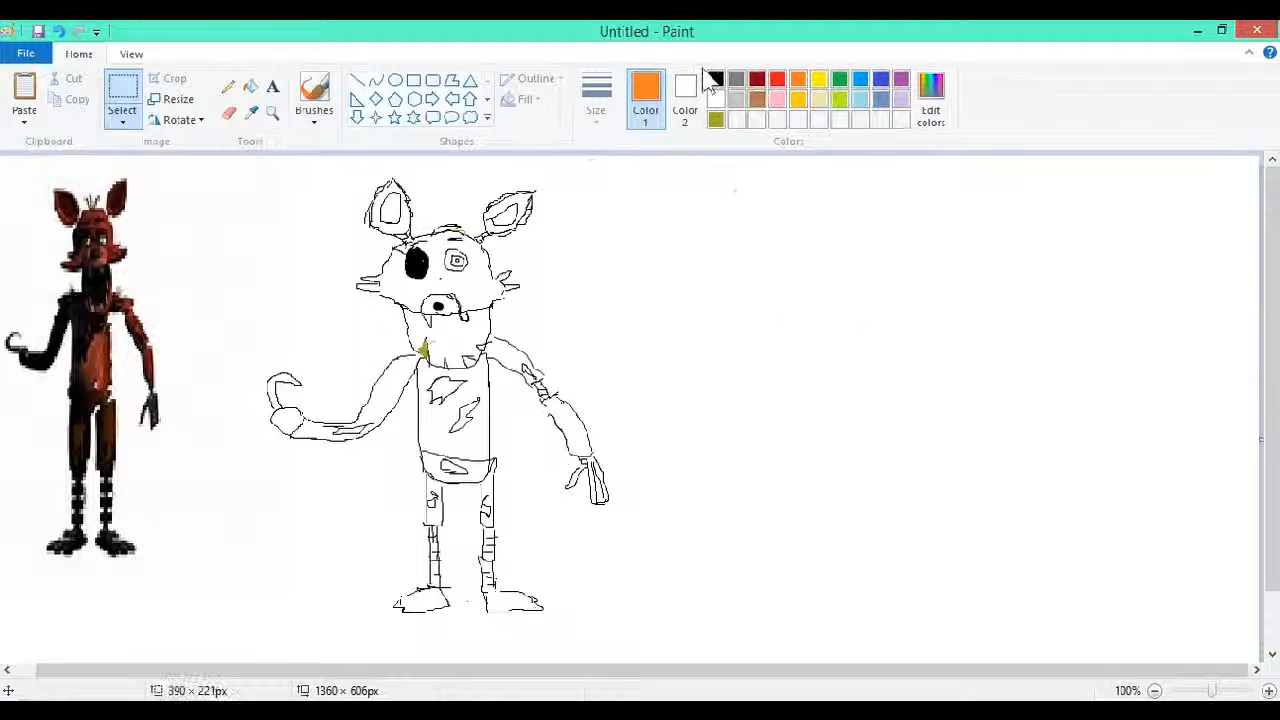 Untitled - Paint
File Home View
Paste
Cut
Copy
Select
Crop
Resize
Rotate
Brushes
Outline
Fill
Size
Color 1
Color 2
Edit colors
Clipboard
mage
Tools
Shapes
Colors
390 × 221px
1360 × 606px
100%